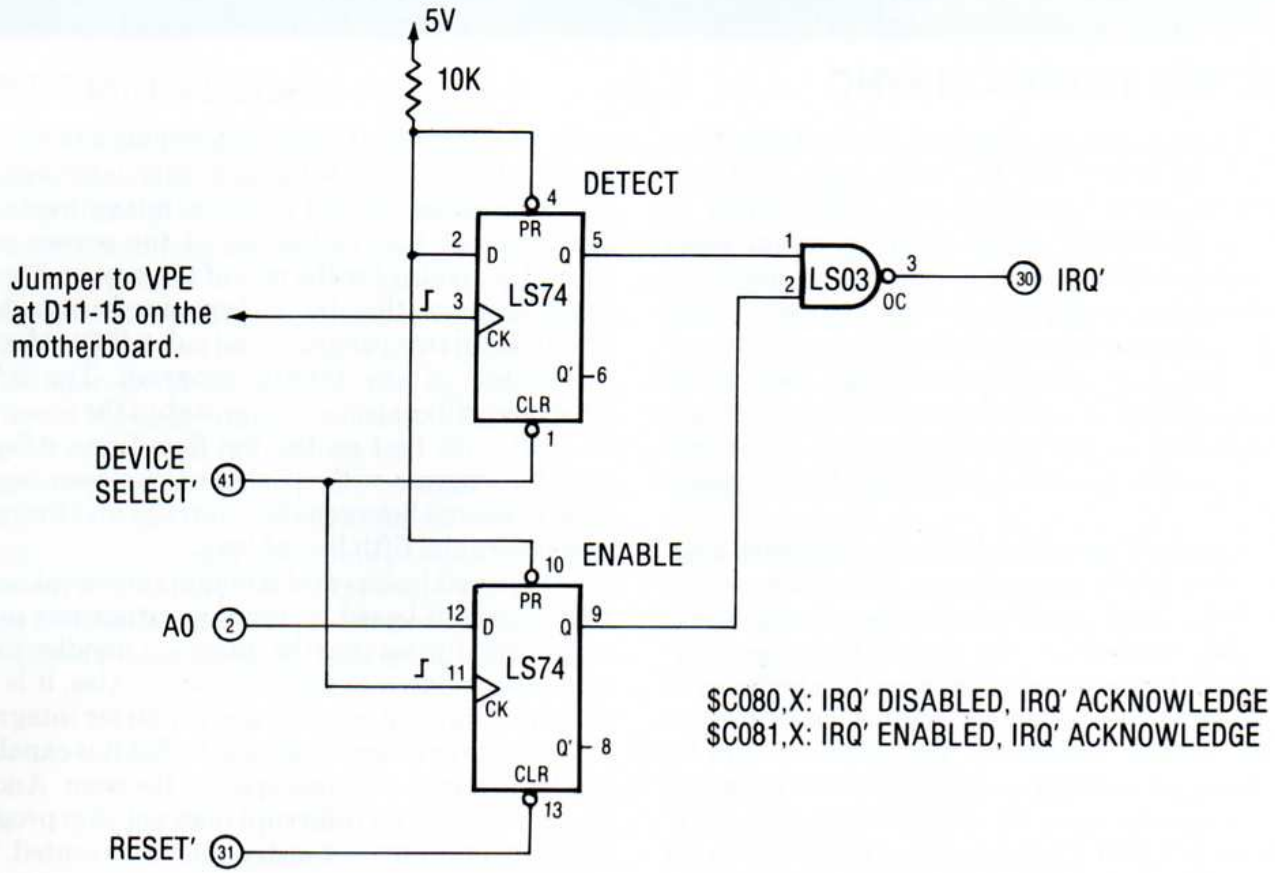 5V
10K
DETECT
4
PR
2
D
Q
5
LS74
3
CK
Q'
6
CLR
1
1
2
LS03
3
OC
30
IRQ'
Jumper to VPE
at D11-15 on the
motherboard.
DEVICE
SELECT'
41
ENABLE
10
PR
A0
2
12
D
Q
9
LS74
11
CK
Q'
8
CLR
13
RESET'
31
$C080,X: IRQ' DISABLED, IRQ' ACKNOWLEDGE
$C081,X: IRQ' ENABLED, IRQ' ACKNOWLEDGE